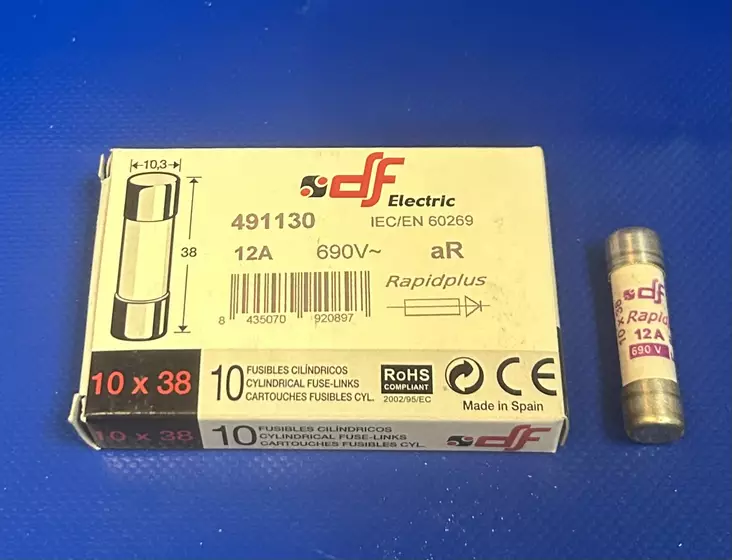 10,3
38
df Electric
491130 IEC/EN 60269
12A 690V~ aR
Rapidplus
8 435070 920897
10 x 38
10 FUSIBLES CILÍNDRICOS
CYLINDRICAL FUSE-LINKS
CARTOUCHES FUSIBLES CYL.
RoHS
COMPLIANT
2002/95/EC
CE
Made in Spain
10 x 38
10 FUSIBLES CILÍNDRICOS
CYLINDRICAL FUSE-LINKS
CARTOUCHES FUSIBLES CYL.
df
10 x 38
df
Rapid
12A
690 V